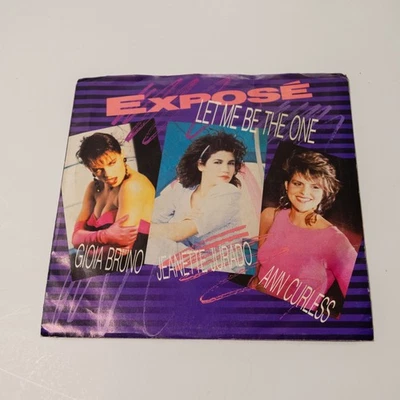 EXPOSÉ
LET ME BE THE ONE
GIOIA BRUNO
JEANETTE JURADO
ANN CURLESS